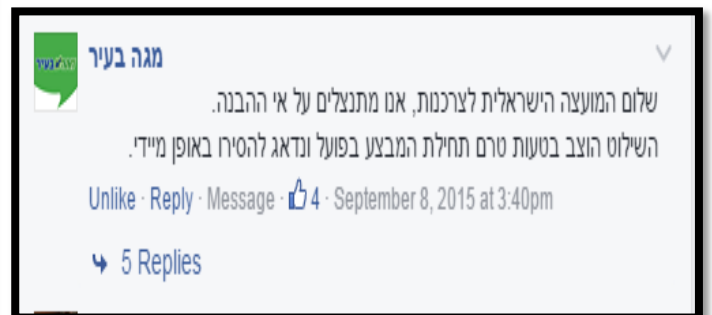 מגה בעיר
שלום המועצה הישראלית לצרכנות, אנו מתנצלים על אי ההבנה.
השילוט הוצב בטעות טרם תחילת המבצע בפועל ונדאג להסירו באופן מיידי.
Unlike · Reply · Message · 4 · September 8, 2015 at 3:40pm
5 Replies